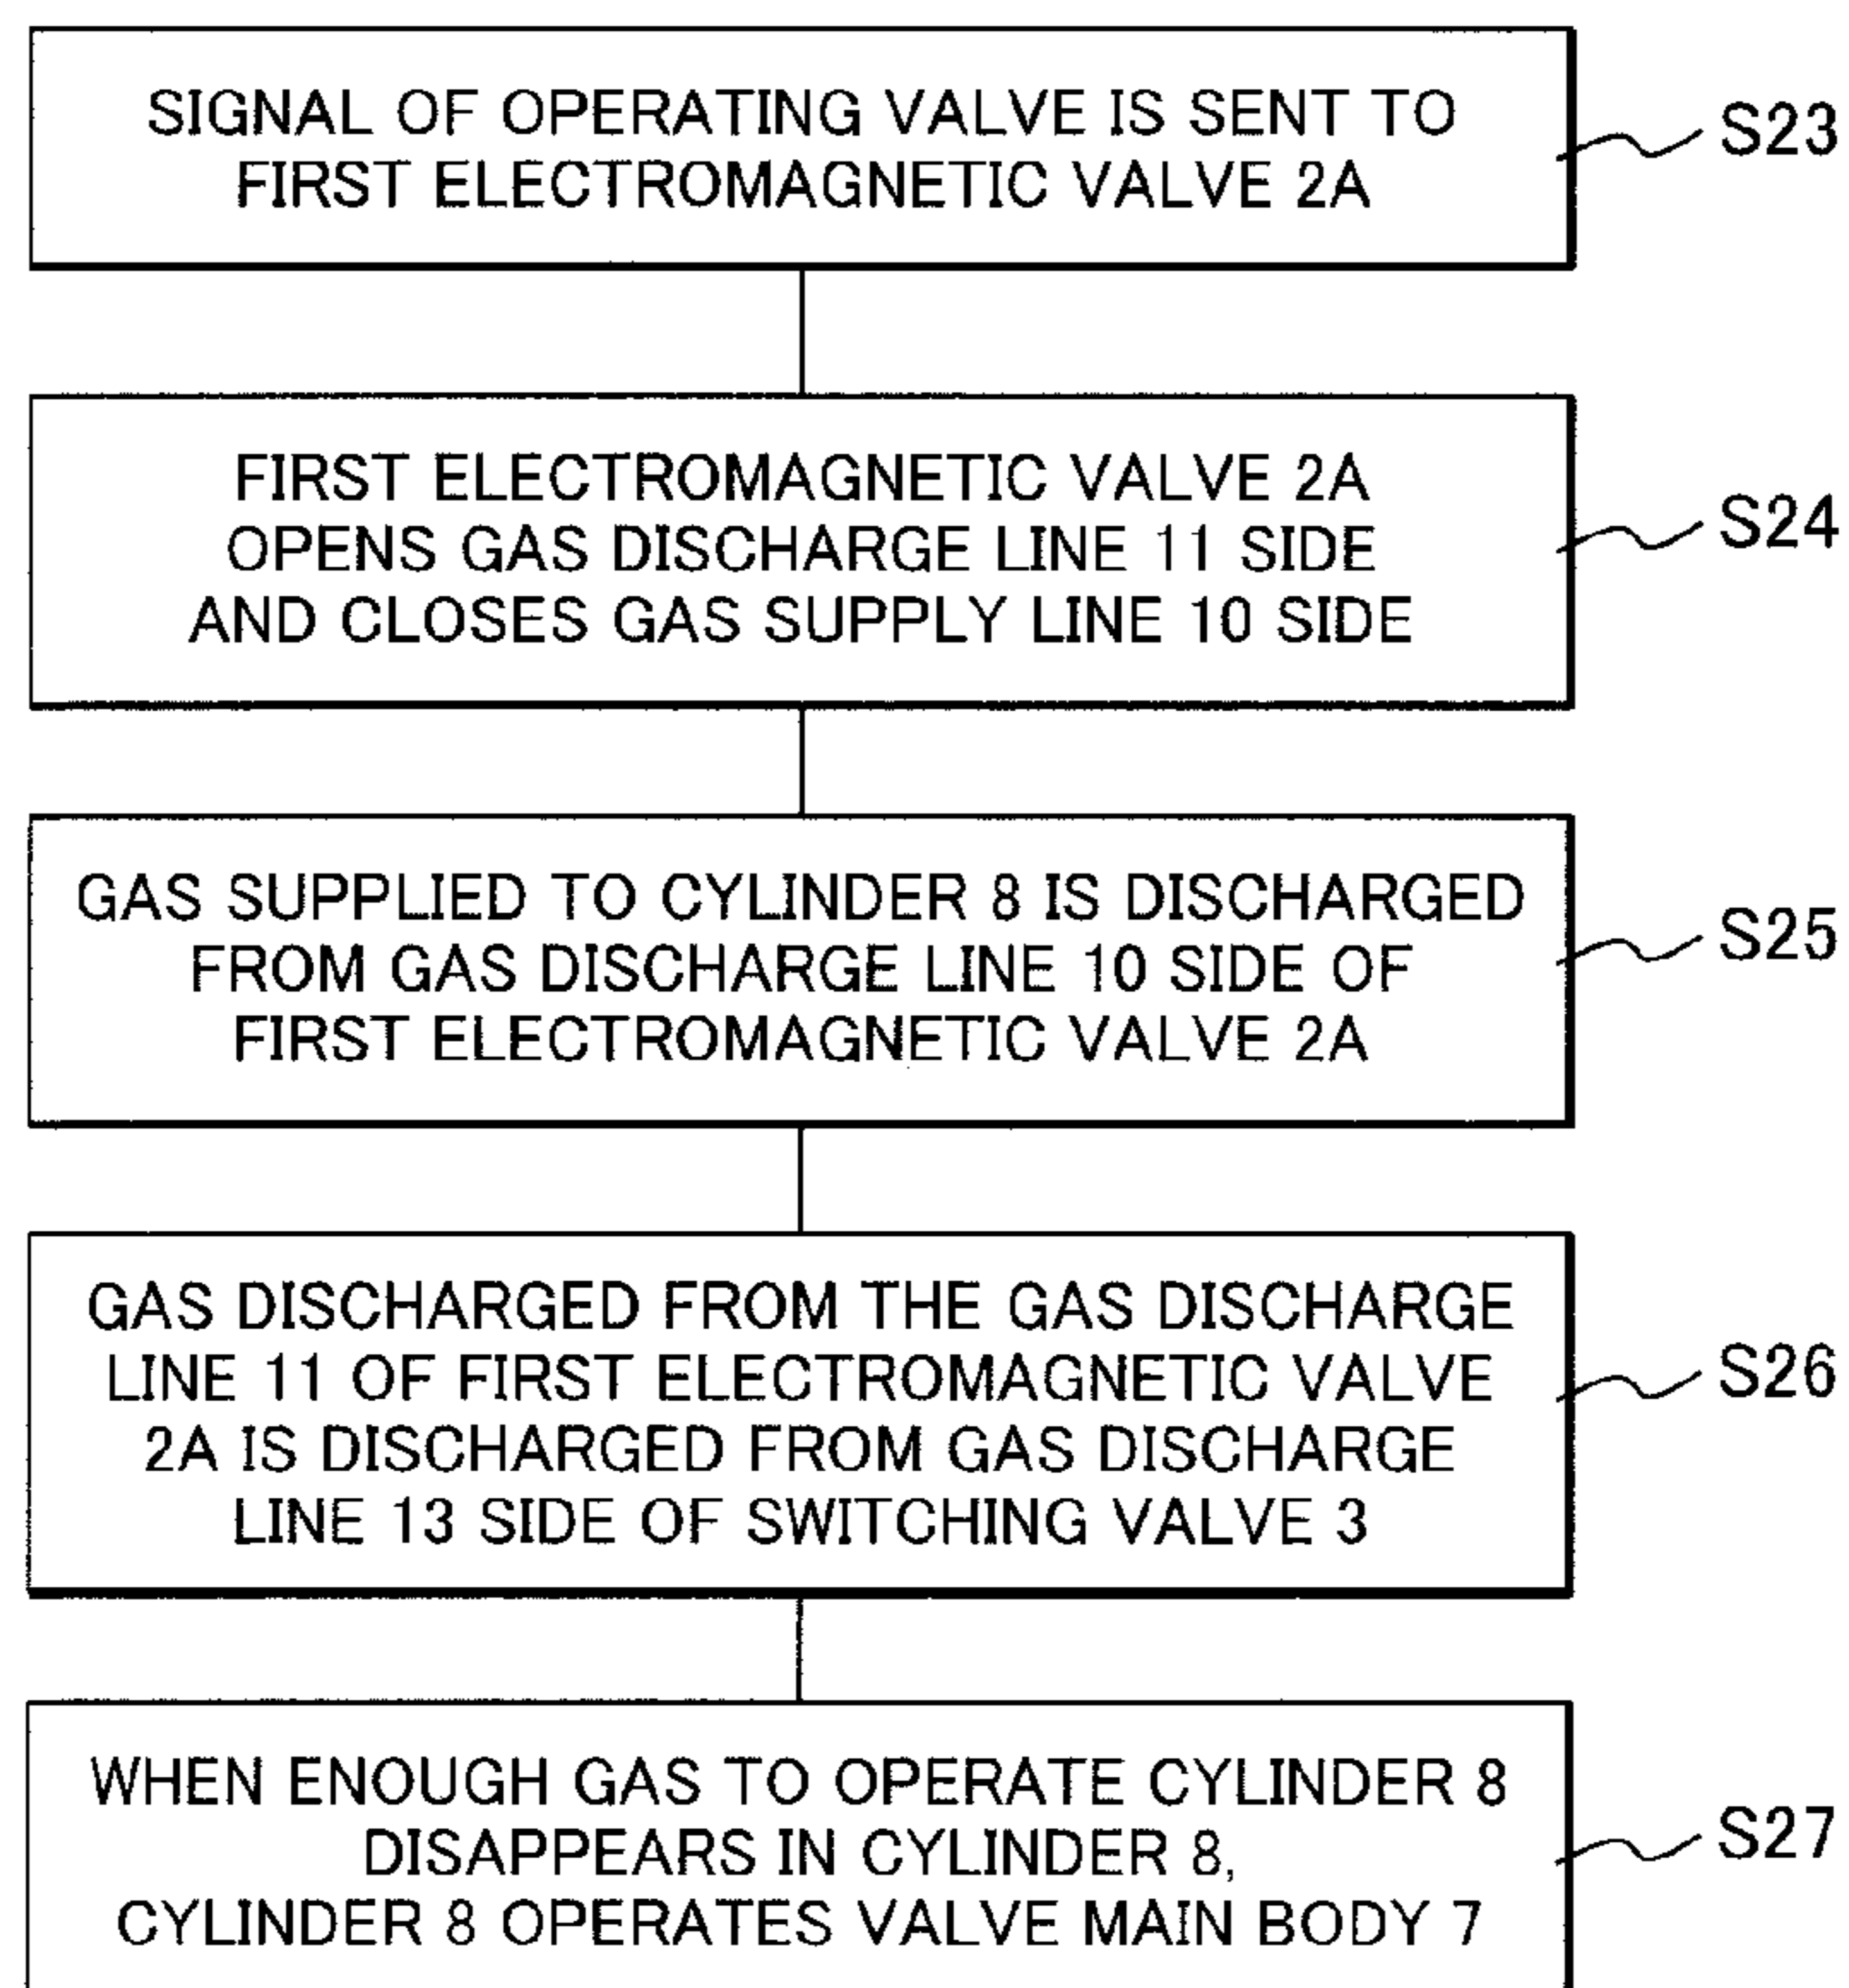 SIGNAL OF OPERATING VALVE IS SENT TO
FIRST ELECTROMAGNETIC VALVE 2A
S23
FIRST ELECTROMAGNETIC VALVE 2A
OPENS GAS DISCHARGE LINE 11 SIDE
AND CLOSES GAS SUPPLY LINE 10 SIDE
S24
GAS SUPPLIED TO CYLINDER 8 IS DISCHARGED
FROM GAS DISCHARGE LINE 10 SIDE OF
FIRST ELECTROMAGNETIC VALVE 2A
S25
GAS DISCHARGED FROM THE GAS DISCHARGE
LINE 11 OF FIRST ELECTROMAGNETIC VALVE
2A IS DISCHARGED FROM GAS DISCHARGE
LINE 13 SIDE OF SWITCHING VALVE 3
S26
WHEN ENOUGH GAS TO OPERATE CYLINDER 8
DISAPPEARS IN CYLINDER 8,
CYLINDER 8 OPERATES VALVE MAIN BODY 7
S27